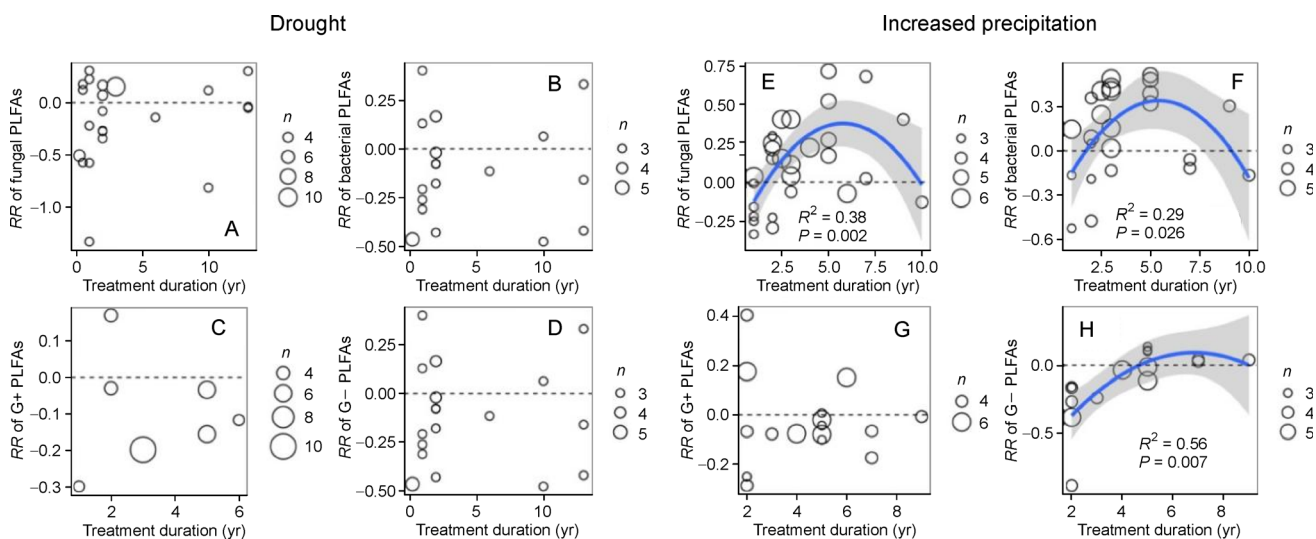 Drought
Increased precipitation
RR of fungal PLFAs
0.0
−0.5
−1.0
A
0
5
10
Treatment duration (yr)
n
4
6
8
10
RR of bacterial PLFAs
0.25
0.00
−0.25
−0.50
B
0
5
10
Treatment duration (yr)
n
3
4
5
RR of fungal PLFAs
0.75
0.50
0.25
0.00
−0.25
E
R² = 0.38
P = 0.002
2.5
5.0
7.5
10.0
Treatment duration (yr)
n
3
4
5
6
RR of bacterial PLFAs
0.3
0.0
−0.3
−0.6
F
R² = 0.29
P = 0.026
2.5
5.0
7.5
10.0
Treatment duration (yr)
n
3
4
5
RR of G+ PLFAs
0.1
0.0
−0.1
−0.2
−0.3
C
2
4
6
Treatment duration (yr)
n
4
6
8
10
RR of G− PLFAs
0.25
0.00
−0.25
−0.50
D
0
5
10
Treatment duration (yr)
n
3
4
5
RR of G+ PLFAs
0.4
0.2
0.0
−0.2
G
2
4
6
8
Treatment duration (yr)
n
4
6
RR of G− PLFAs
0.0
−0.5
H
R² = 0.56
P = 0.007
2
4
6
8
Treatment duration (yr)
n
3
4
5